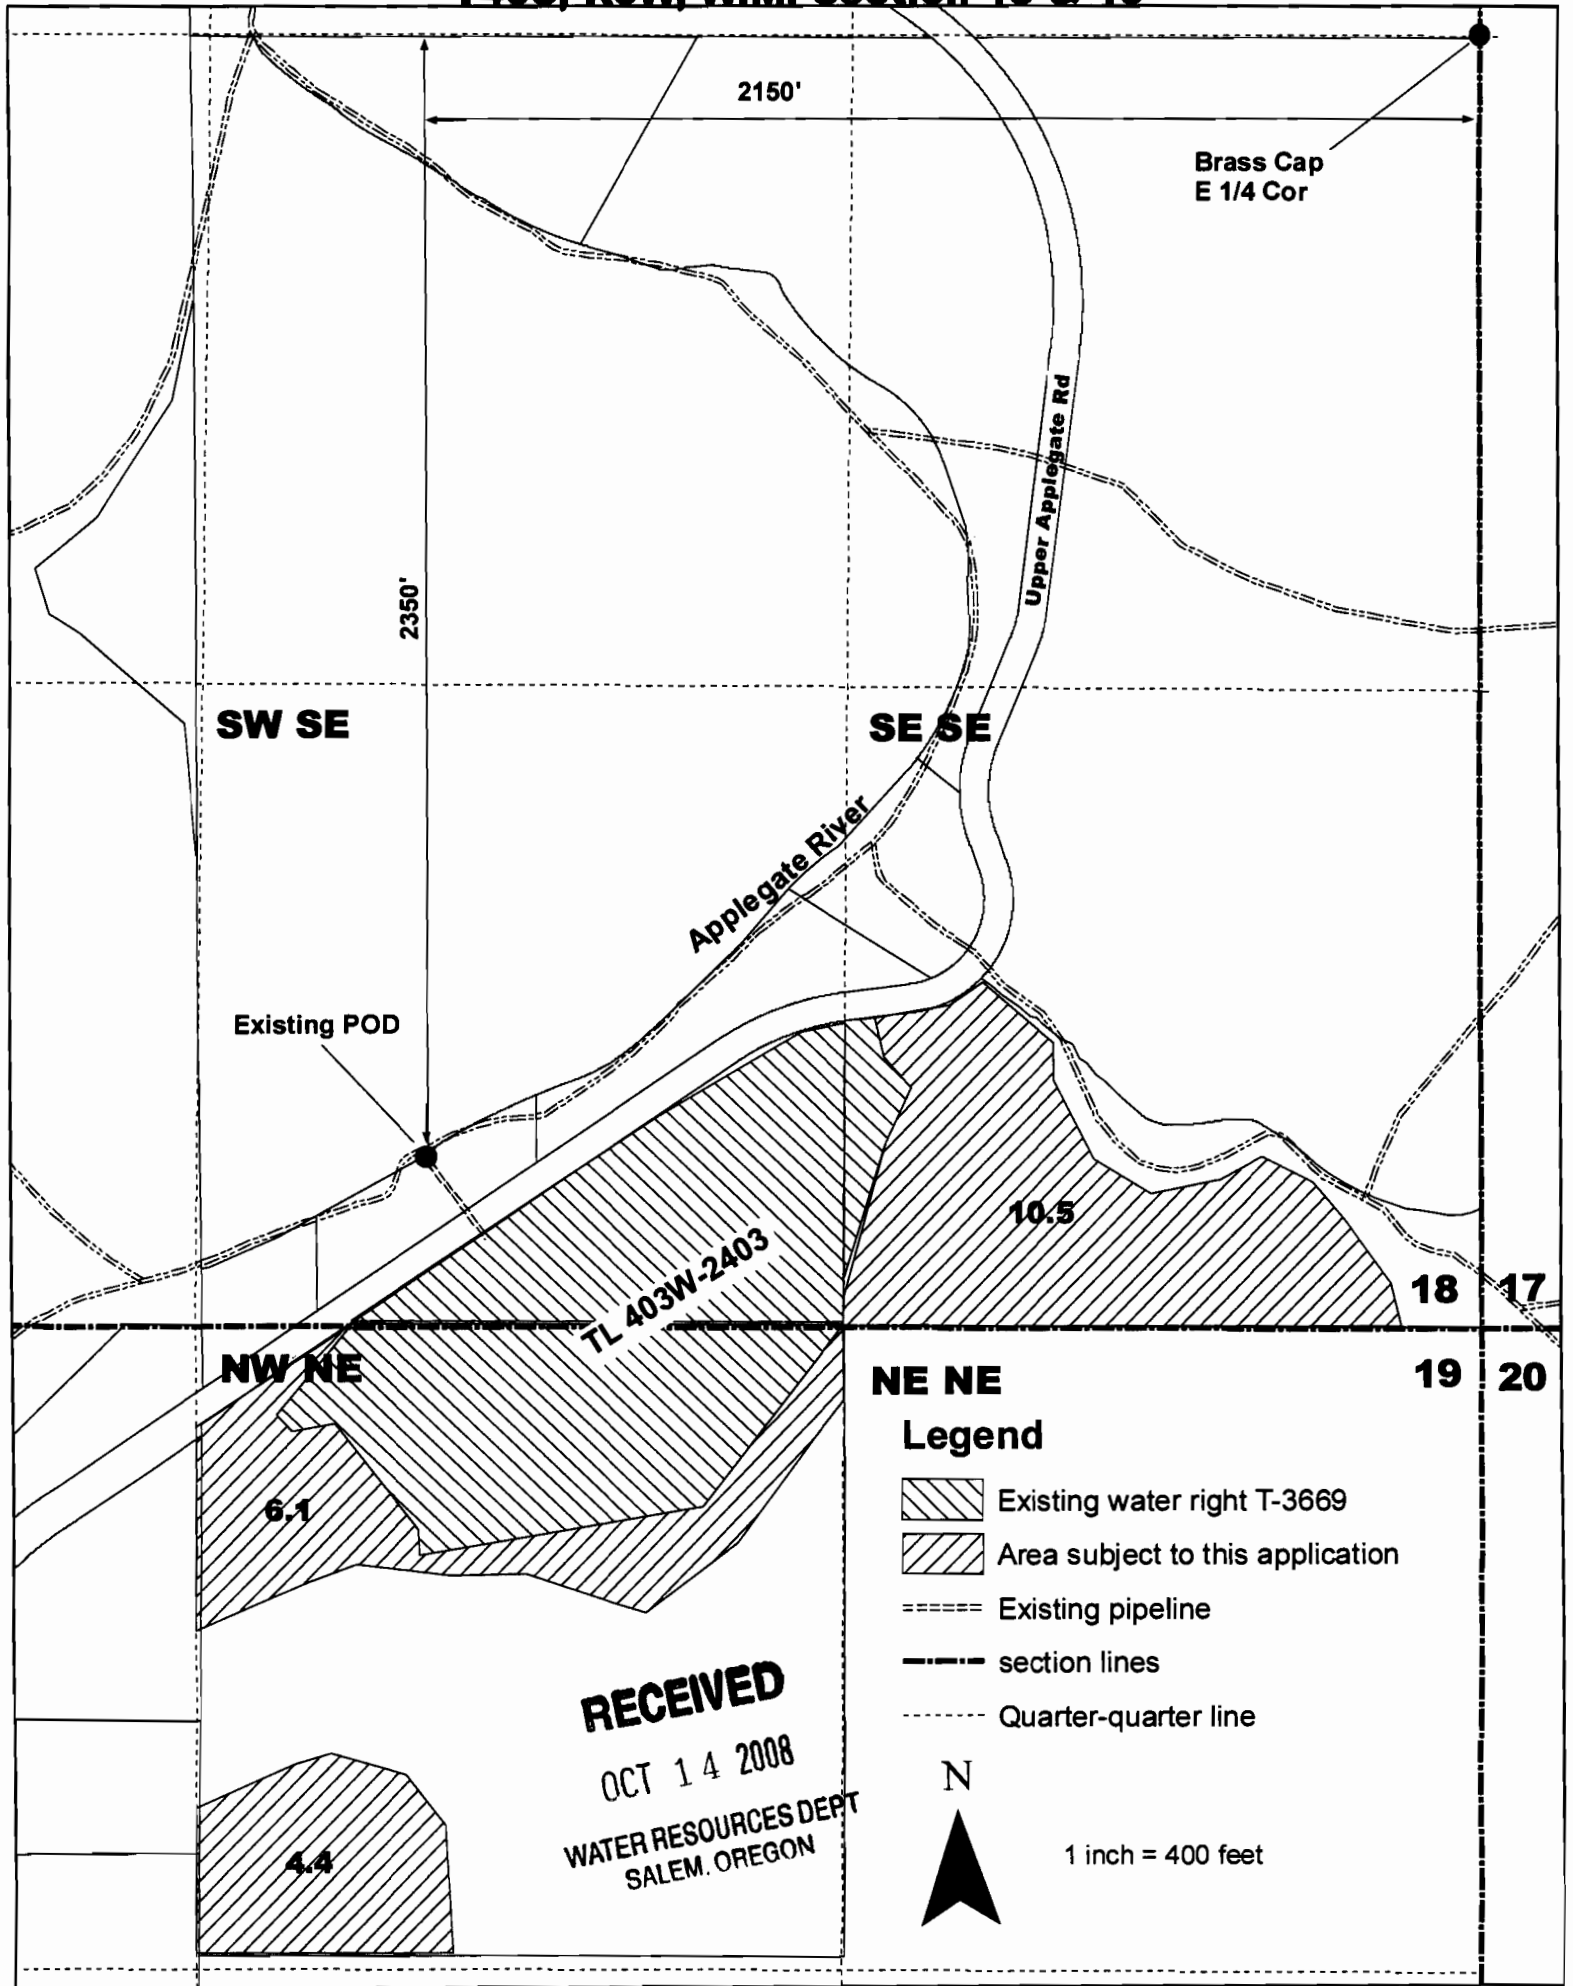 2150'
Brass Cap
E 1/4 Cor
Upper Applegate Rd
2350'
SW SE
SE SE
Applegate River
Existing POD
10.5
TL 403W-2403
18
17
NW NE
NE NE
19
20
Legend
Existing water right T-3669
Area subject to this application
Existing pipeline
section lines
Quarter-quarter line
6.1
RECEIVED
OCT 14 2008
WATER RESOURCES DEPT
SALEM. OREGON
N
1 inch = 400 feet
4.4